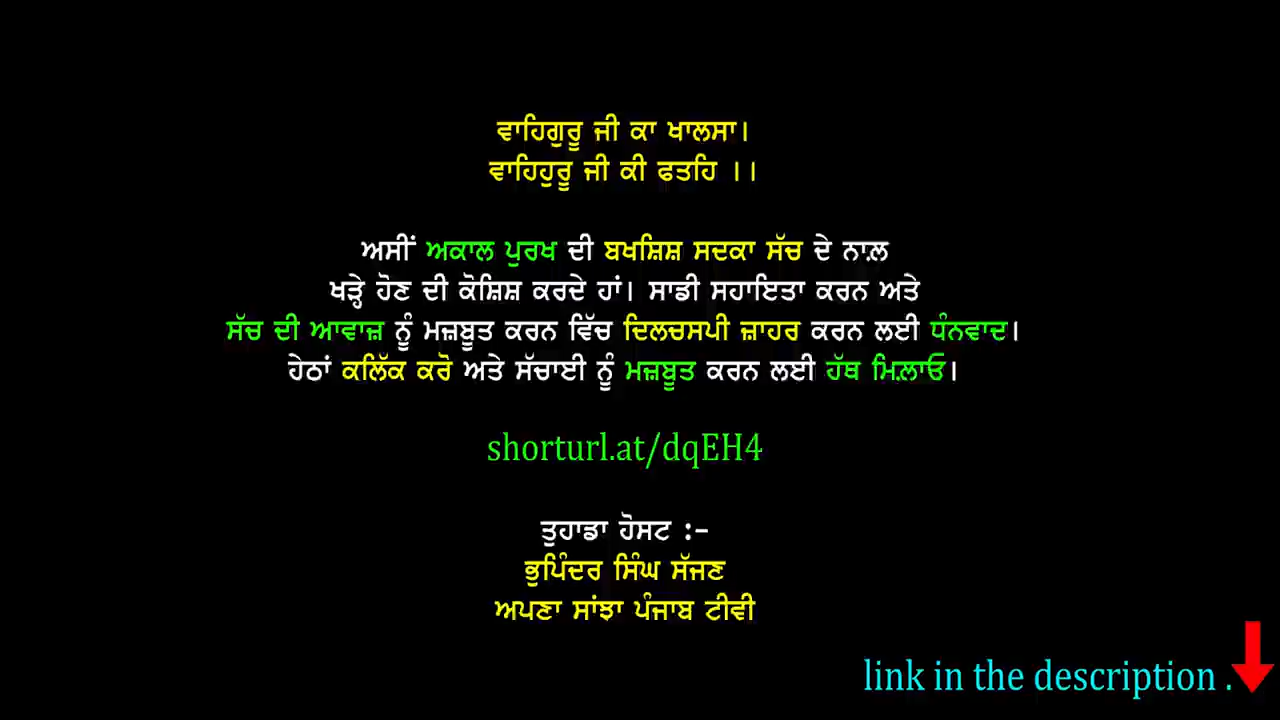 ਵਾਹਿਗੁਰੂ ਜੀ ਕਾ ਖਾਲਸਾ।
ਵਾਹਿਹੁਰੂ ਜੀ ਕੀ ਫਤਹਿ ।।
ਅਸੀਂ ਅਕਾਲ ਪੁਰਖ ਦੀ ਬਖਸ਼ਿਸ਼ ਸਦਕਾ ਸੱਚ ਦੇ ਨਾਲ਼
ਖੜ੍ਹੇ ਹੋਣ ਦੀ ਕੋਸ਼ਿਸ਼ ਕਰਦੇ ਹਾਂ। ਸਾਡੀ ਸਹਾਇਤਾ ਕਰਨ ਅਤੇ
ਸੱਚ ਦੀ ਆਵਾਜ਼ ਨੂੰ ਮਜ਼ਬੂਤ ਕਰਨ ਵਿੱਚ ਦਿਲਚਸਪੀ ਜ਼ਾਹਰ ਕਰਨ ਲਈ ਧੰਨਵਾਦ।
ਹੇਠਾਂ ਕਲਿੱਕ ਕਰੋ ਅਤੇ ਸੱਚਾਈ ਨੂੰ ਮਜ਼ਬੂਤ ਕਰਨ ਲਈ ਹੱਥ ਮਿਲ਼ਾਓ।
shorturl.at/dqEH4
ਤੁਹਾਡਾ ਹੋਸਟ :-
ਭੁਪਿੰਦਰ ਸਿੰਘ ਸੱਜਣ
ਅਪਣਾ ਸਾਂਝਾ ਪੰਜਾਬ ਟੀਵੀ
link in the description .